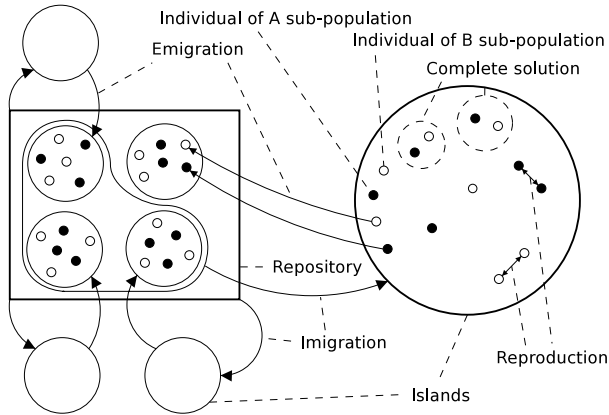 Individual of A sub-population
Individual of B sub-population
Emigration
Complete solution
Repository
Imigration
Reproduction
Islands